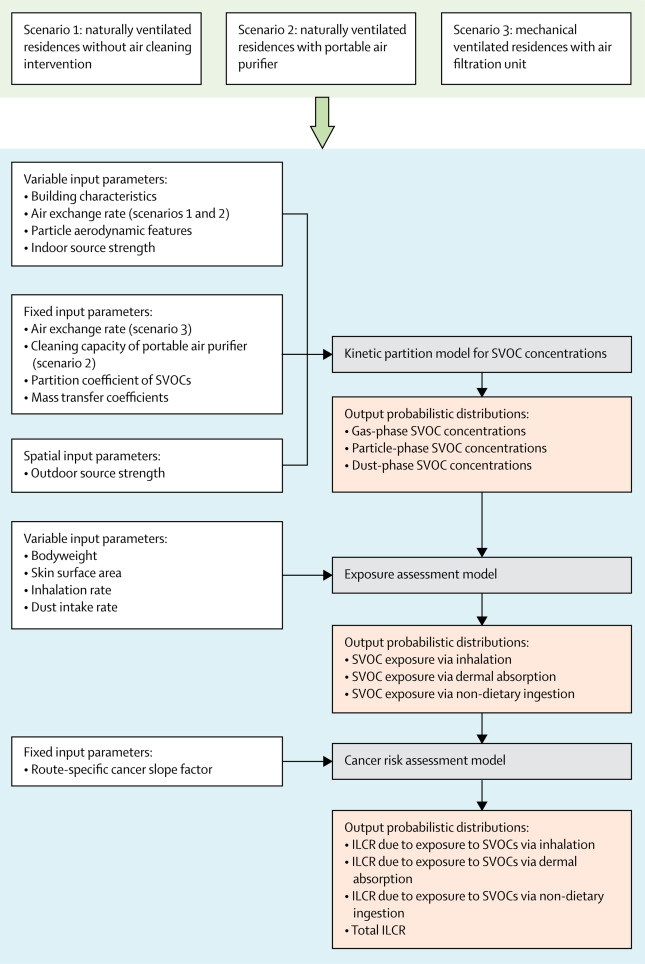 Scenario 1: naturally ventilated
residences without air cleaning
intervention
Scenario 2: naturally ventilated
residences with portable air
purifier
Scenario 3: mechanical
ventilated residences with air
filtration unit
Variable input parameters:
• Building characteristics
• Air exchange rate (scenarios 1 and 2)
• Particle aerodynamic features
• Indoor source strength
Fixed input parameters:
• Air exchange rate (scenario 3)
• Cleaning capacity of portable air purifier
(scenario 2)
• Partition coefficient of SVOCs
• Mass transfer coefficients
Kinetic partition model for SVOC concentrations
Output probabilistic distributions:
• Gas-phase SVOC concentrations
• Particle-phase SVOC concentrations
• Dust-phase SVOC concentrations
Spatial input parameters:
• Outdoor source strength
Variable input parameters:
• Bodyweight
• Skin surface area
• Inhalation rate
• Dust intake rate
Exposure assessment model
Output probabilistic distributions:
• SVOC exposure via inhalation
• SVOC exposure via dermal absorption
• SVOC exposure via non-dietary ingestion
Fixed input parameters:
• Route-specific cancer slope factor
Cancer risk assessment model
Output probabilistic distributions:
• ILCR due to exposure to SVOCs via inhalation
• ILCR due to exposure to SVOCs via dermal
absorption
• ILCR due to exposure to SVOCs via non-dietary
ingestion
• Total ILCR